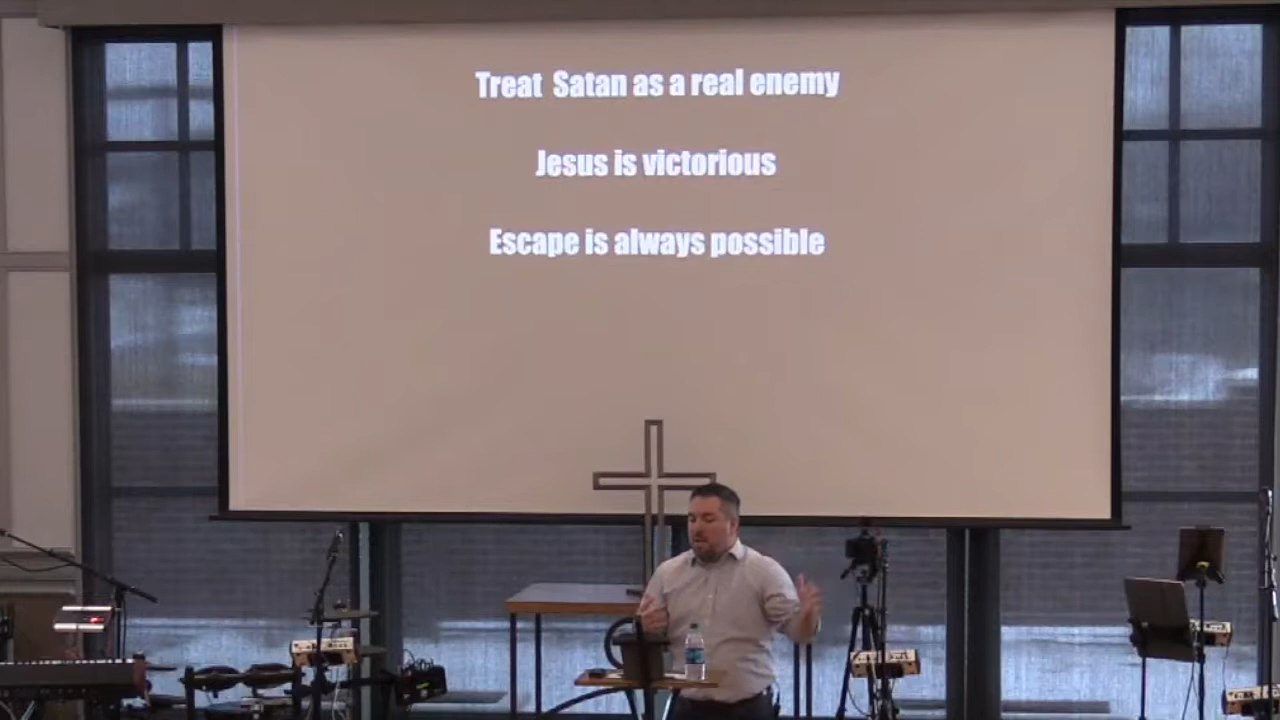 Treat Satan as a real enemy
Jesus is victorious
Escape is always possible